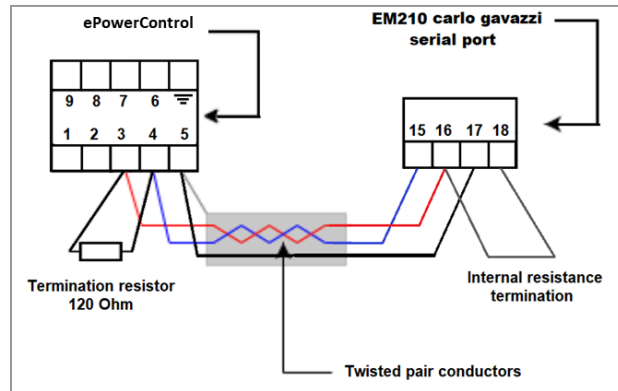 ePowerControl
EM210 carlo gavazzi
serial port
9 8 7 6
1 2 3 4 5
15 16 17 18
Termination resistor
120 Ohm
Internal resistance
termination
Twisted pair conductors